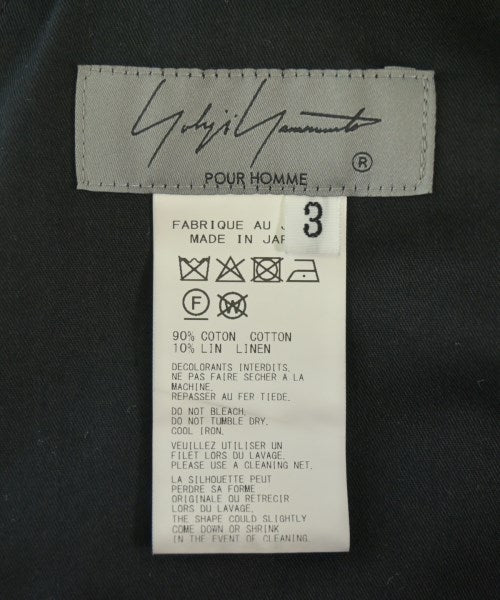 Yohji Yamamoto
®
POUR HOMME
3
FABRIQUE AU
MADE IN
F
W
90% COTON COTTON
10% LIN LINEN
DECOLORANTS INTERDITS.
NE PAS FAIRE SECHER A LA
MACHINE.
REPASSER AU FER TIEDE.
DO NOT BLEACH.
DO NOT TUMBLE DRY.
COOL IRON.
VEUILLEZ UTILISER UN
FILET LORS DU LAVAGE.
PLEASE USE A CLEANING NET.
LA SILHOUETTE PEUT
PERDRE SA FORME
ORIGINALE OU RETRECIR
LORS DU LAVAGE.
THE SHAPE COULD SLIGHTLY
COME DOWN OR SHRINK
IN THE EVENT OF CLEANING.